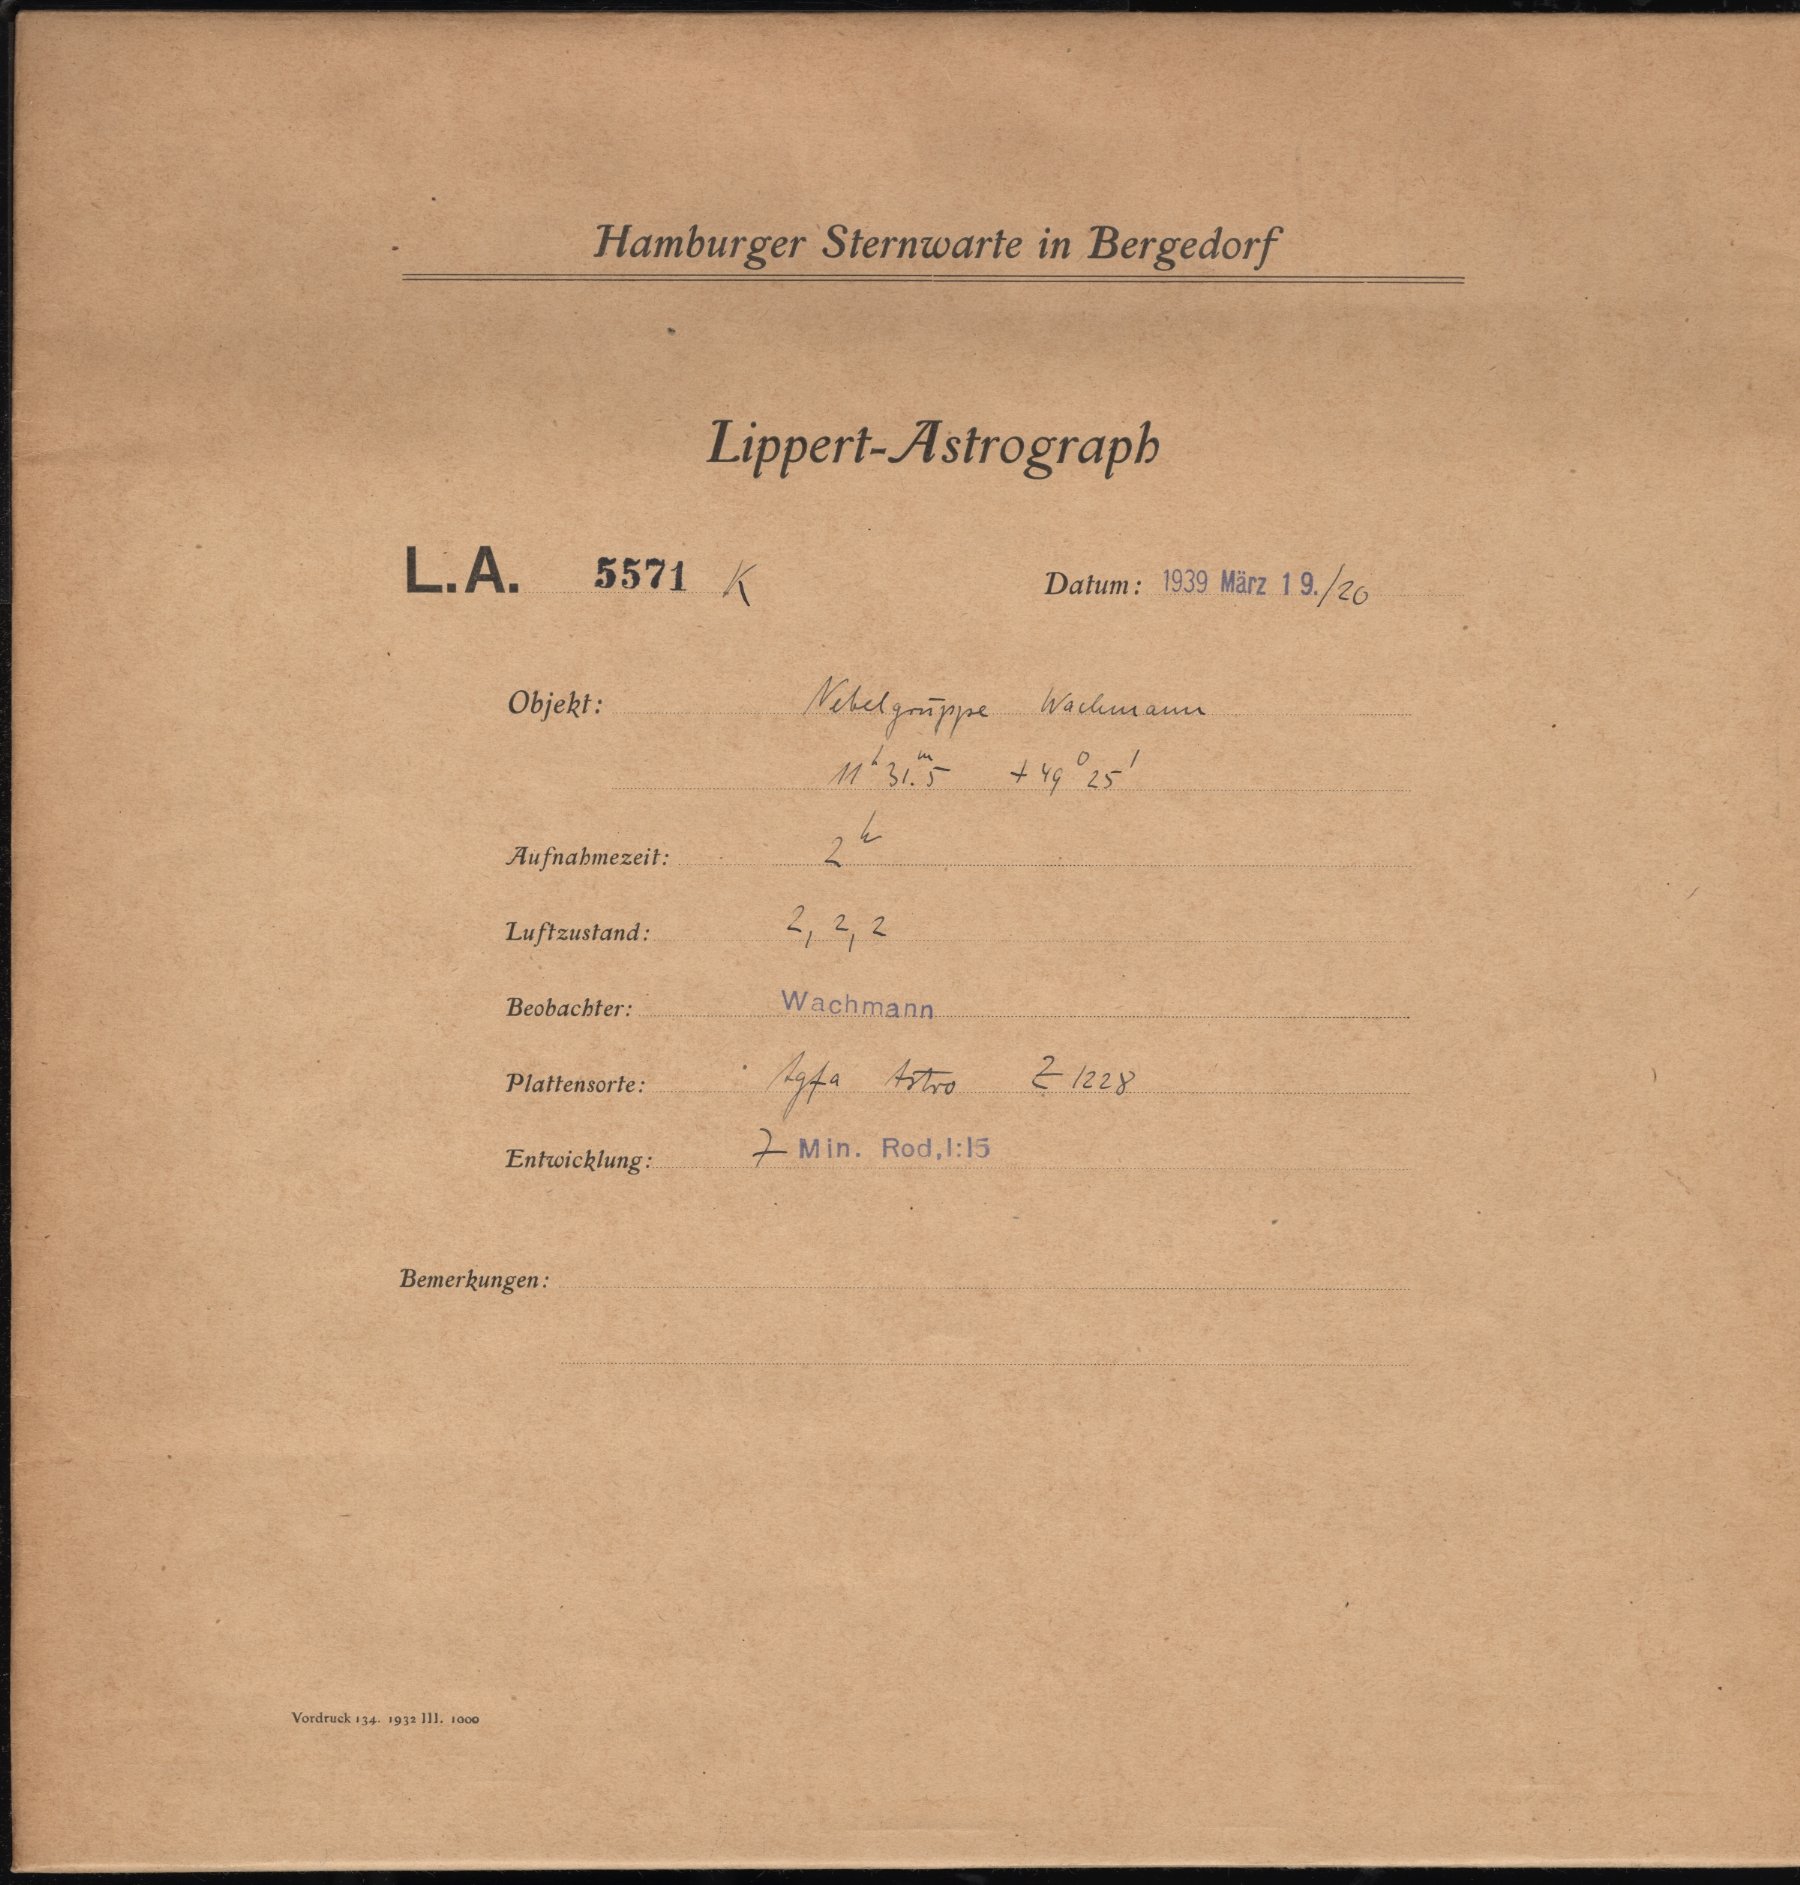 Hamburger Sternwarte in Bergedorf
Lippert-Astrograph
L.A. 5571 K Datum: 1939 März 19./20
Objekt: Nebelgruppe Wachmann
11ʰ 31.ᵐ5 +49° 25'
Aufnahmezeit: 2ʰ
Luftzustand: 2, 2, 2
Beobachter: Wachmann
Plattensorte: Agfa Astro Z 1228
Entwicklung: 7 Min. Rod,1:15
Bemerkungen:
Vordruck 134. 1932 III. 1000